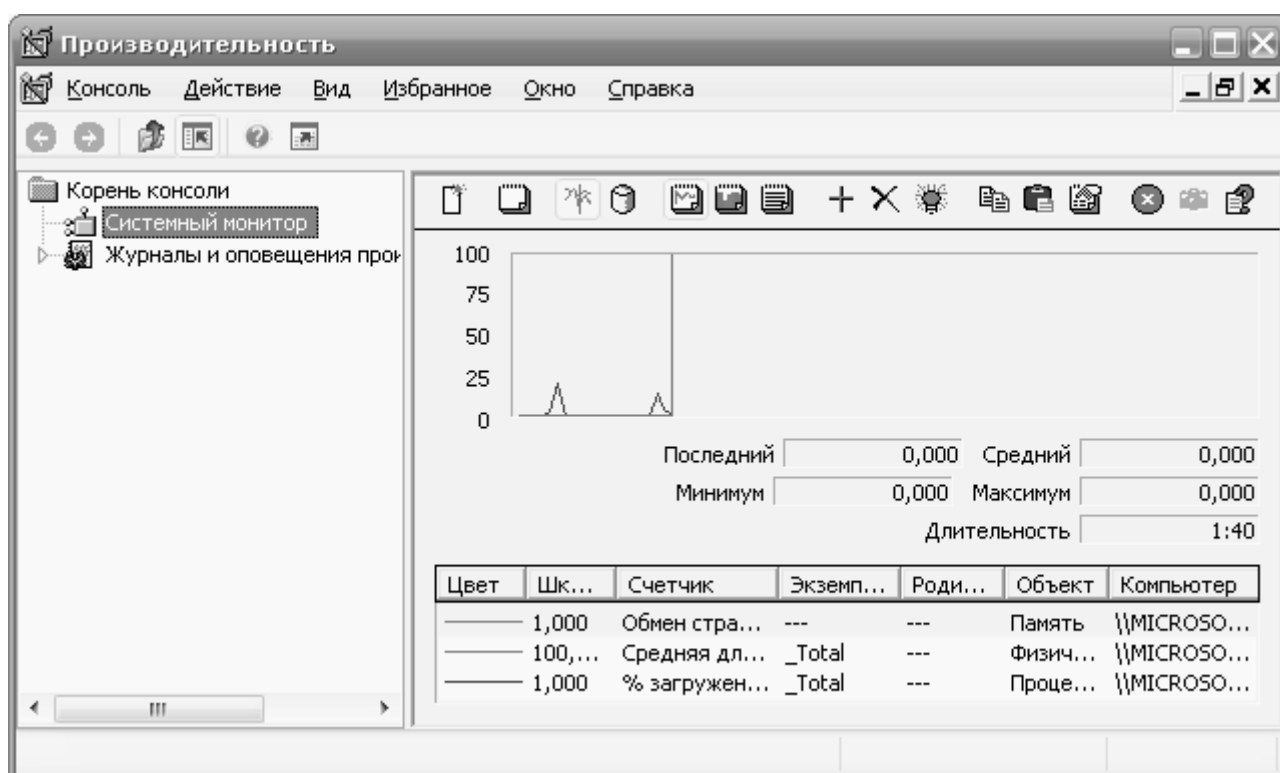 Производительность
Консоль Действие Вид Избранное Окно Справка
Корень консоли
Системный монитор
Журналы и оповещения прои
100
75
50
25
0
Последний 0,000 Средний 0,000
Минимум 0,000 Максимум 0,000
Длительность 1:40
Цвет Шк... Счетчик Экземп... Роди... Объект Компьютер
1,000 Обмен стра... --- --- Память \\MICROSO...
100,... Средняя дл... _Total --- Физич... \\MICROSO...
1,000 % загружен... _Total --- Проце... \\MICROSO...